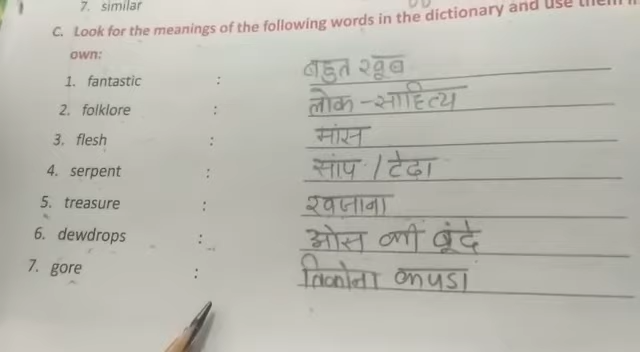 7. similar
C. Look for the meanings of the following words in the dictionary and use them
own:
1. fantastic : बहुत खूब
2. folklore : लोक-साहित्य
3. flesh : मांस
4. serpent : सांप / टेढा
5. treasure : खजाना
6. dewdrops : ओस की बूंदे
7. gore : तिकोना कपडा